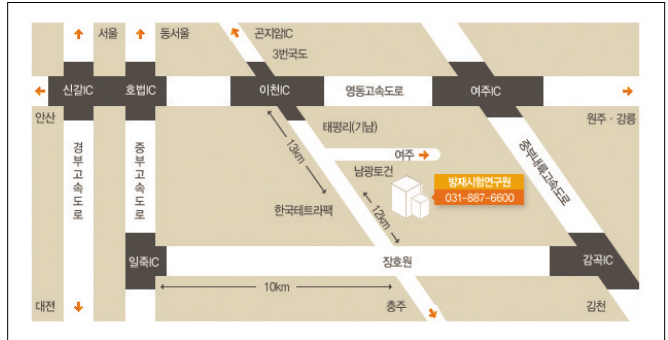 서울
동서울
곤지암IC
3번국도
신갈IC
호법IC
이천IC
영동고속도로
여주IC
안산
원주 · 강릉
경부고속도로
중부고속도로
태평리(기남)
13km
여주
중부내륙고속도로
남광토건
방재시험연구원
031-887-6600
한국테트라팩
12km
일죽IC
장호원
감곡IC
10km
대전
충주
김천